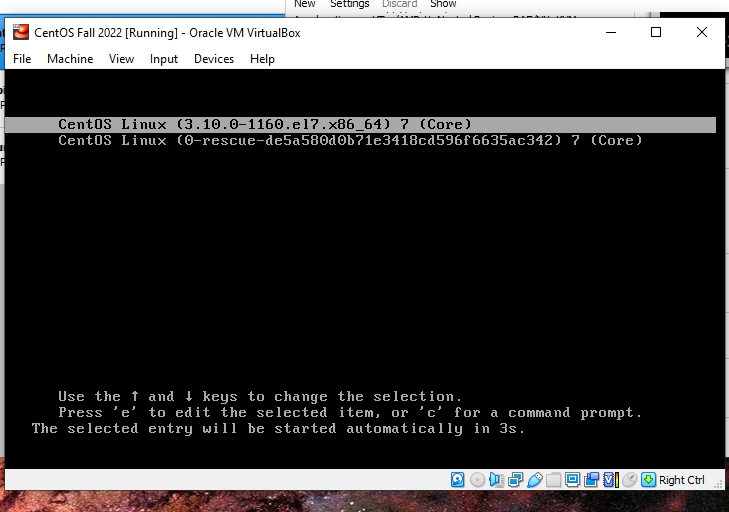 New Settings Discard Show
CentOS Fall 2022 [Running] - Oracle VM VirtualBox
File Machine View Input Devices Help
CentOS Linux (3.10.0-1160.el7.x86_64) 7 (Core)
CentOS Linux (0-rescue-de5a580d0b71e3418cd596f6635ac342) 7 (Core)
Use the ↑ and ↓ keys to change the selection.
Press 'e' to edit the selected item, or 'c' for a command prompt.
The selected entry will be started automatically in 3s.
Right Ctrl